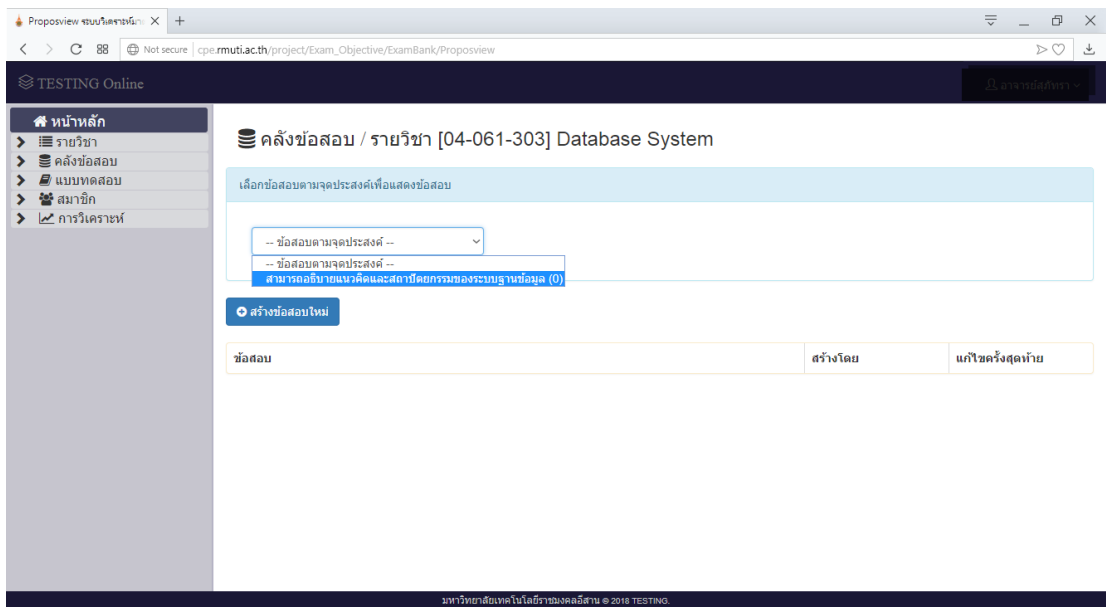 Proposview ระบบวิเคราะห์มา
Not secure cpe.rmuti.ac.th/project/Exam_Objective/ExamBank/Proposview
TESTING Online
อาจารย์สุภัทรา
หน้าหลัก
รายวิชา
คลังข้อสอบ
แบบทดสอบ
สมาชิก
การวิเคราะห์
คลังข้อสอบ / รายวิชา [04-061-303] Database System
เลือกข้อสอบตามจุดประสงค์เพื่อแสดงข้อสอบ
-- ข้อสอบตามจุดประสงค์ --
-- ข้อสอบตามจุดประสงค์ --
สามารถอธิบายแนวคิดและสถาปัตยกรรมของระบบฐานข้อมูล (0)
สร้างข้อสอบใหม่
ข้อสอบ สร้างโดย แก้ไขครั้งสุดท้าย
มหาวิทยาลัยเทคโนโลยีราชมงคลอีสาน © 2018 TESTING.